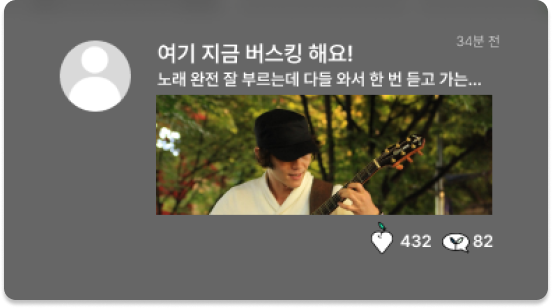 34분 전
여기 지금 버스킹 해요!
노래 완전 잘 부르는데 다들 와서 한 번 듣고 가는...
432 82